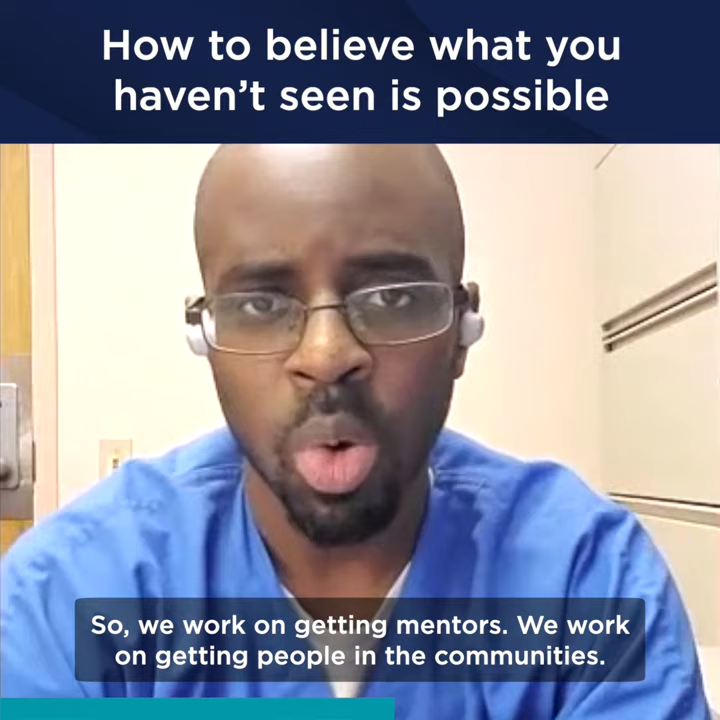 How to believe what you
haven’t seen is possible
So, we work on getting mentors. We work
on getting people in the communities.